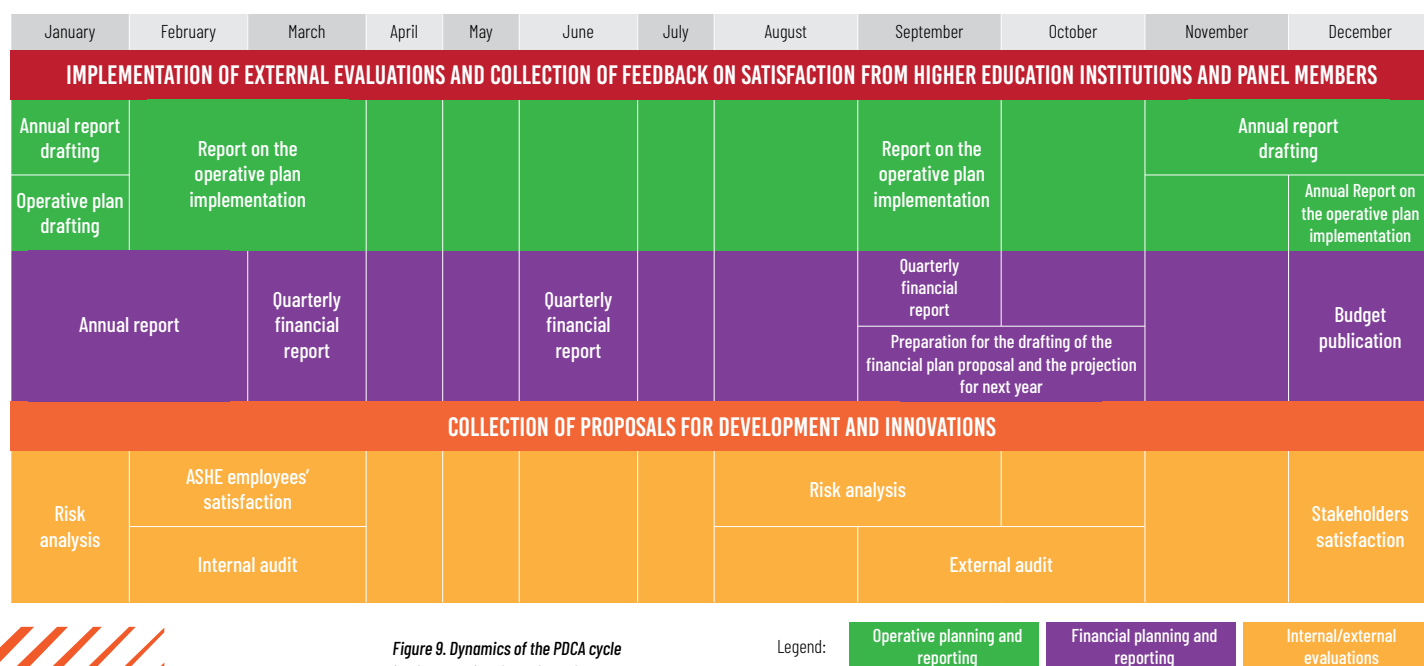 January February March April May June July August September October November December
IMPLEMENTATION OF EXTERNAL EVALUATIONS AND COLLECTION OF FEEDBACK ON SATISFACTION FROM HIGHER EDUCATION INSTITUTIONS AND PANEL MEMBERS
Annual report
drafting
Operative plan
drafting
Report on the
operative plan
implementation
Report on the
operative plan
implementation
Annual report
drafting
Annual Report on
the operative plan
implementation
Annual report
Quarterly
financial
report
Quarterly
financial
report
Quarterly
financial
report
Preparation for the drafting of the
financial plan proposal and the projection
for next year
Budget
publication
COLLECTION OF PROPOSALS FOR DEVELOPMENT AND INNOVATIONS
Risk
analysis
ASHE employees'
satisfaction
Internal audit
Risk analysis
External audit
Stakeholders
satisfaction
Figure 9. Dynamics of the PDCA cycle
Legend:
Operative planning and
reporting
Financial planning and
reporting
Internal/external
evaluations